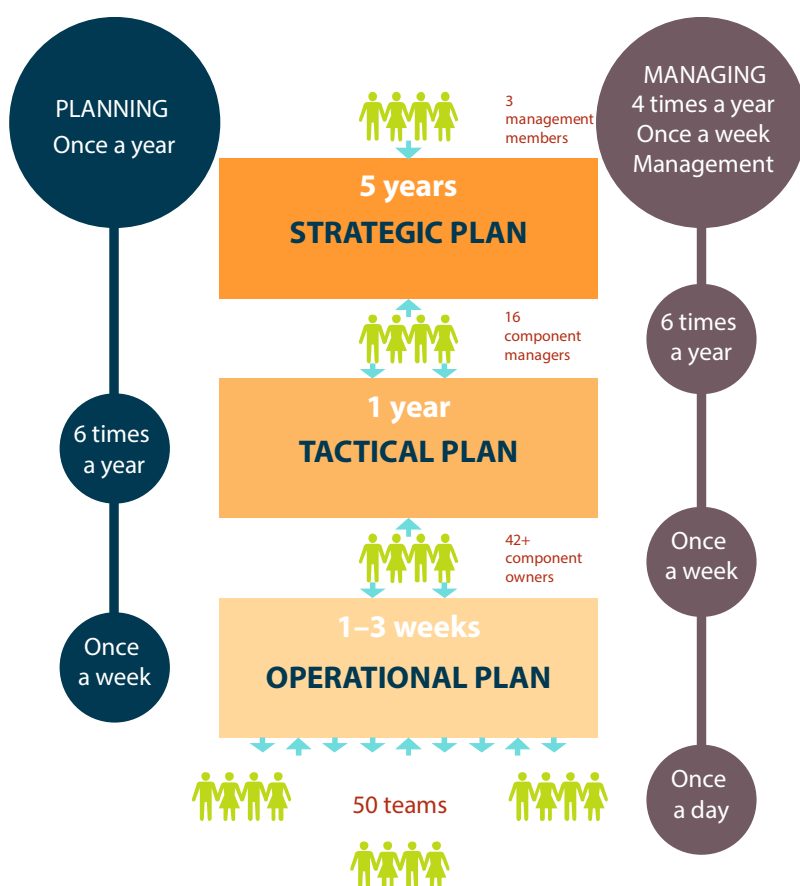 PLANNING
Once a year
3
management
members
MANAGING
4 times a year
Once a week
Management
5 years
STRATEGIC PLAN
16
component
managers
6 times
a year
1 year
TACTICAL PLAN
6 times
a year
42+
component
owners
Once
a week
1–3 weeks
OPERATIONAL PLAN
Once
a week
50 teams
Once
a day